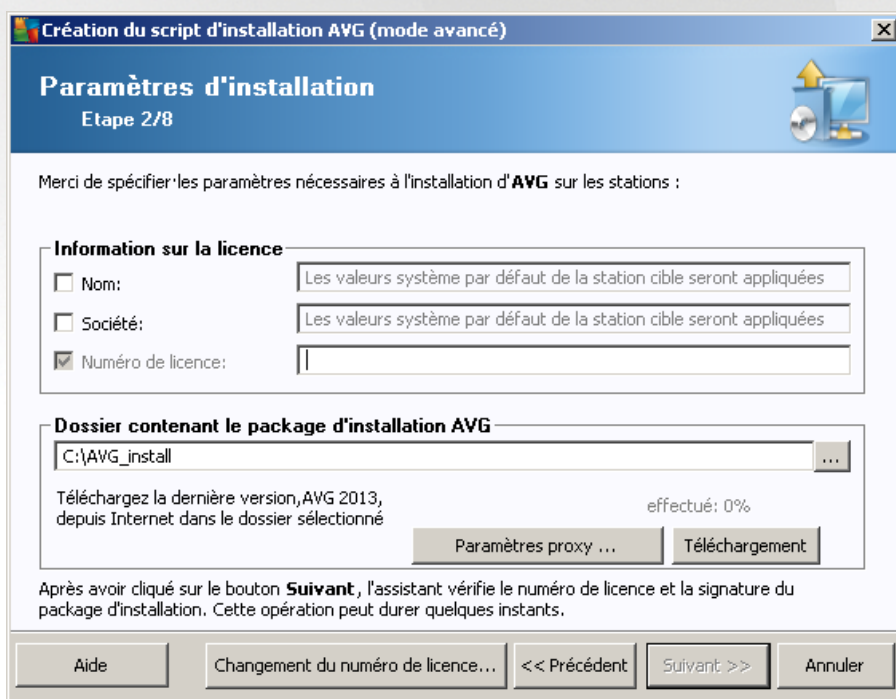 Création du script d'installation AVG (mode avancé)
Paramètres d'installation
Etape 2/8
Merci de spécifier·les paramètres nécessaires à l'installation d'AVG sur les stations :
Information sur la licence
Nom:
Les valeurs système par défaut de la station cible seront appliquées
Société:
Les valeurs système par défaut de la station cible seront appliquées
Numéro de licence:
Dossier contenant le package d'installation AVG
C:\AVG_install
...
Téléchargez la dernière version,AVG 2013,
depuis Internet dans le dossier sélectionné
effectué: 0%
Paramètres proxy ...
Téléchargement
Après avoir cliqué sur le bouton Suivant, l'assistant vérifie le numéro de licence et la signature du
package d'installation. Cette opération peut durer quelques instants.
Aide
Changement du numéro de licence...
<< Précédent
Suivant >>
Annuler